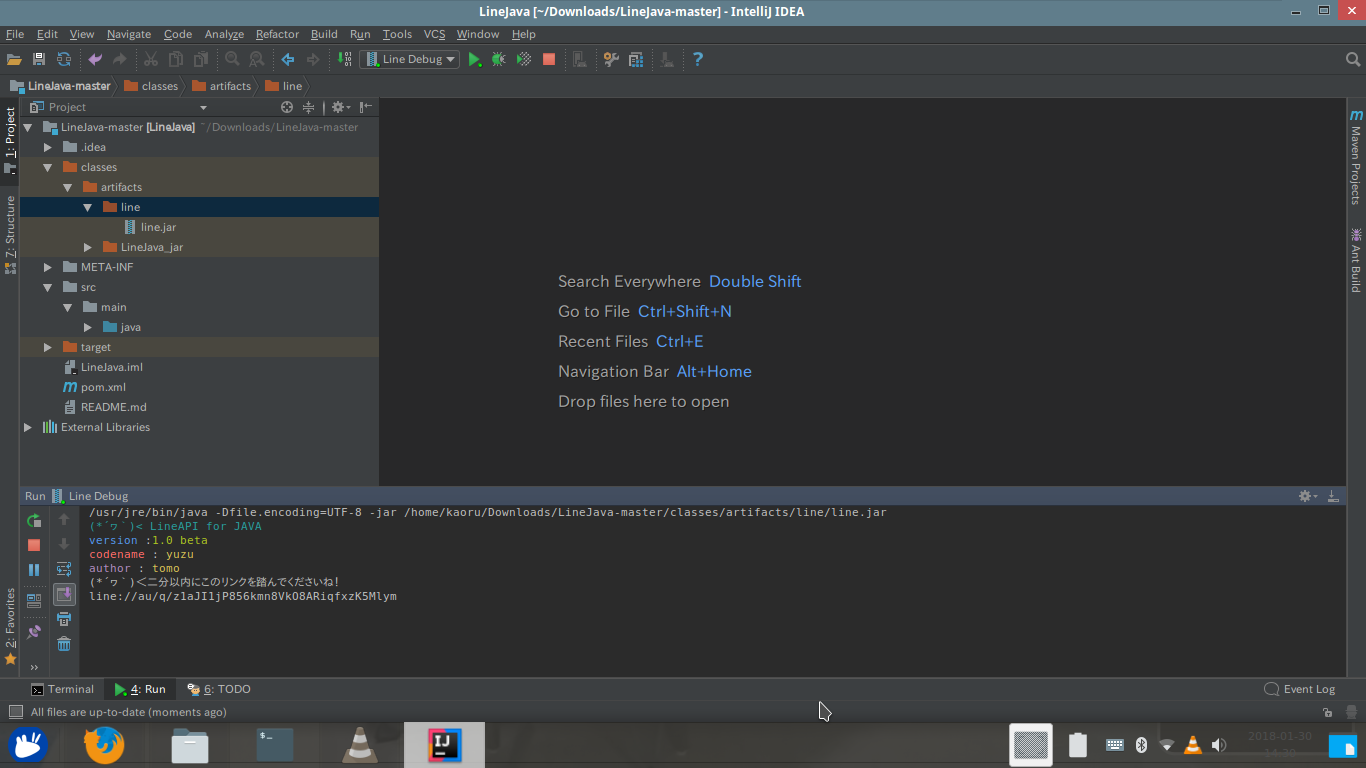 LineJava [~/Downloads/LineJava-master] - IntelliJ IDEA
File Edit View Navigate Code Analyze Refactor Build Run Tools VCS Window Help
Line Debug
LineJava-master classes artifacts line
1: Project
7: Structure
2: Favorites
Project
LineJava-master [LineJava] ~/Downloads/LineJava-master
.idea
classes
artifacts
line
line.jar
LineJava_jar
META-INF
src
main
java
target
LineJava.iml
pom.xml
README.md
External Libraries
Search Everywhere Double Shift
Go to File Ctrl+Shift+N
Recent Files Ctrl+E
Navigation Bar Alt+Home
Drop files here to open
Maven Projects
Ant Build
Run Line Debug
/usr/jre/bin/java -Dfile.encoding=UTF-8 -jar /home/kaoru/Downloads/LineJava-master/classes/artifacts/line/line.jar
(*´ヮ｀)< LineAPI for JAVA
version :1.0 beta
codename : yuzu
author : tomo
(*´ヮ｀)＜二分以内にこのリンクを踏んでくださいね!
line://au/q/z1aJI1jP856kmn8VkO8ARiqfxzK5Mlym
Terminal 4: Run 6: TODO Event Log
All files are up-to-date (moments ago)
2018-01-30